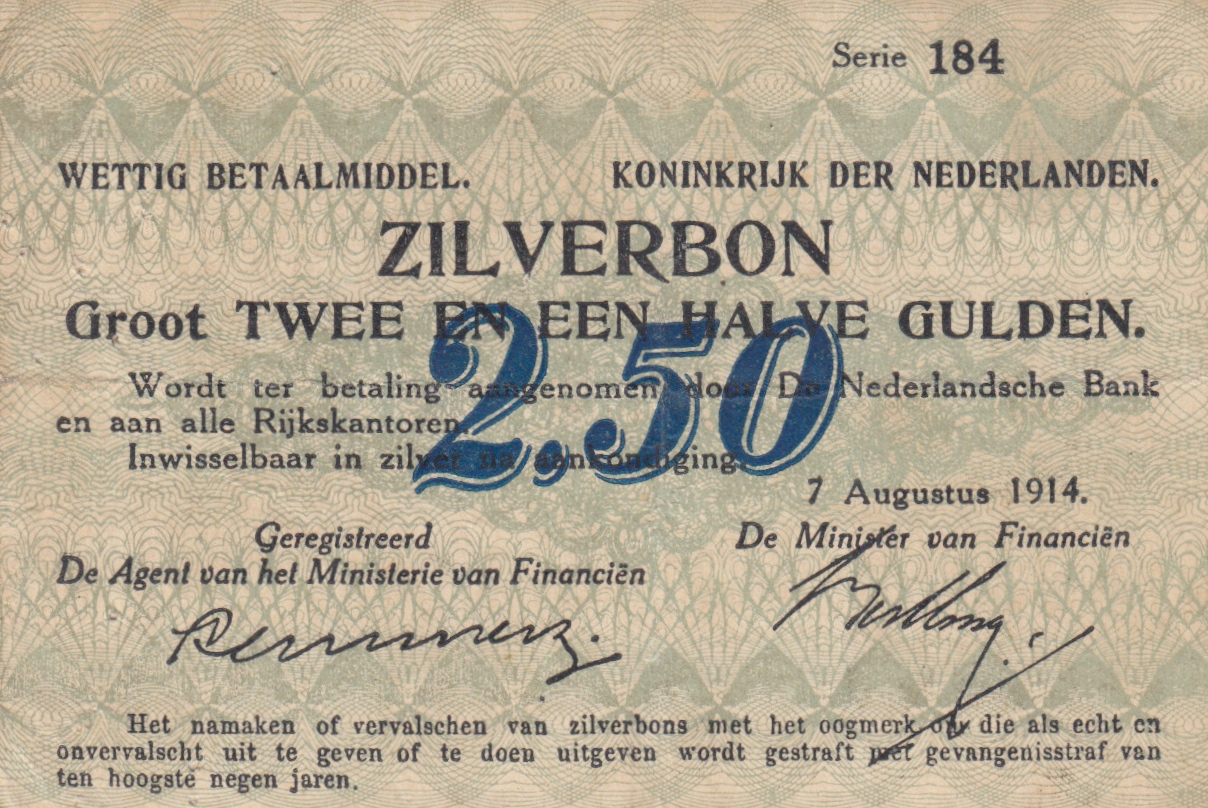 Serie 184
WETTIG BETAALMIDDEL. KONINKRIJK DER NEDERLANDEN.
ZILVERBON
Groot TWEE EN EEN HALVE GULDEN.
2,50
Wordt ter betaling aangenomen door De Nederlandsche Bank
en aan alle Rijkskantoren.
Inwisselbaar in zilver na aankondiging.
7 Augustus 1914.
Geregistreerd
De Agent van het Ministerie van Financiën
De Minister van Financiën
Het namaken of vervalschen van zilverbons met het oogmerk om die als echt en
onvervalscht uit te geven of te doen uitgeven wordt gestraft met gevangenisstraf van
ten hoogste negen jaren.